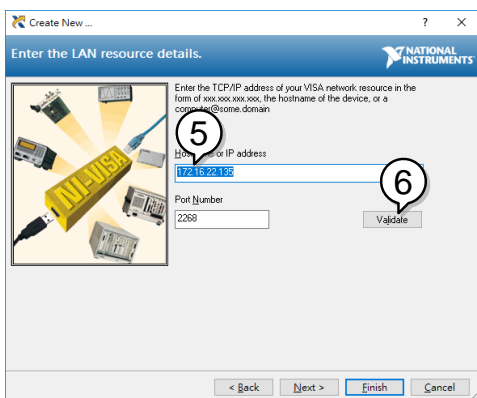 Create New ...
?
Enter the LAN resource details.
NATIONAL
INSTRUMENTS
Enter the TCP/IP address of your VISA network resource in the
form of xxx.xxx.xxx.xxx, the hostname of the device, or a
computer@some.domain
5
or IP address
172.16.22.135
6
Port Number
2268
Validate
NI-VISA
< Back
Next >
Finish
Cancel